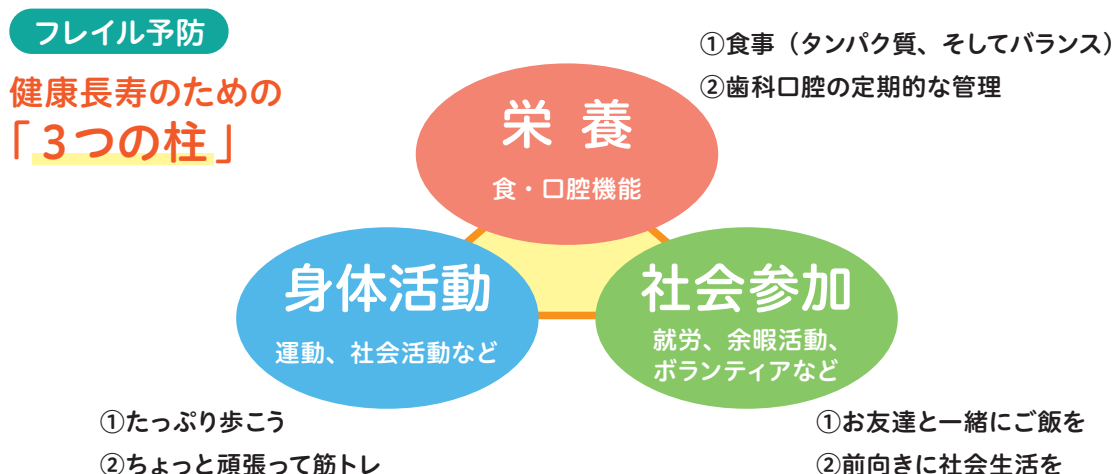 フレイル予防
健康長寿のための
「３つの柱」
①食事（タンパク質、そしてバランス）
②歯科口腔の定期的な管理
栄養
食・口腔機能
身体活動
運動、社会活動など
社会参加
就労、余暇活動、
ボランティアなど
①たっぷり歩こう
②ちょっと頑張って筋トレ
①お友達と一緒にご飯を
②前向きに社会生活を